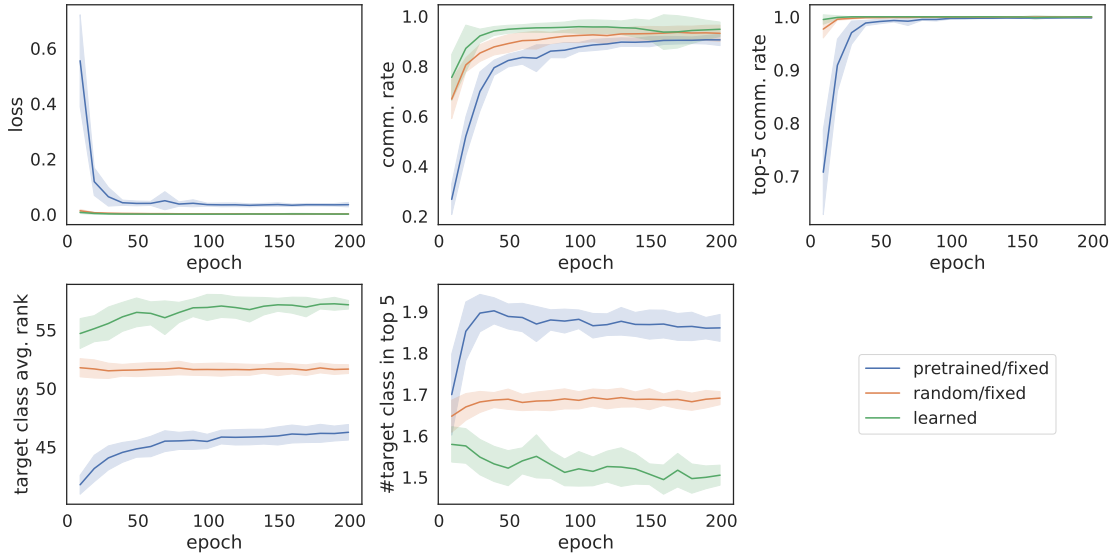 loss
0.6
0.4
0.2
0.0
0 50 100 150 200
epoch
comm. rate
1.0
0.8
0.6
0.4
0.2
0 50 100 150 200
epoch
top-5 comm. rate
1.0
0.9
0.8
0.7
0 50 100 150 200
epoch
target class avg. rank
55
50
45
0 50 100 150 200
epoch
#target class in top 5
1.9
1.8
1.7
1.6
1.5
0 50 100 150 200
epoch
pretrained/fixed
random/fixed
learned